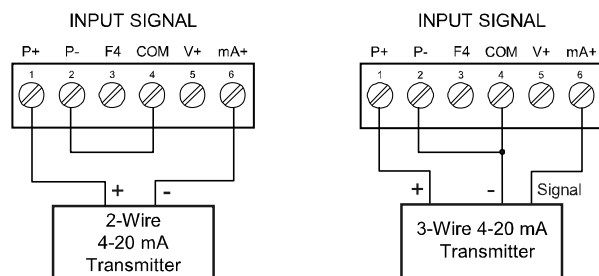 INPUT SIGNAL
P+ P- F4 COM V+ mA+
1 2 3 4 5 6
+ -
2-Wire
4-20 mA
Transmitter
INPUT SIGNAL
P+ P- F4 COM V+ mA+
1 2 3 4 5 6
+ - Signal
3-Wire 4-20 mA
Transmitter